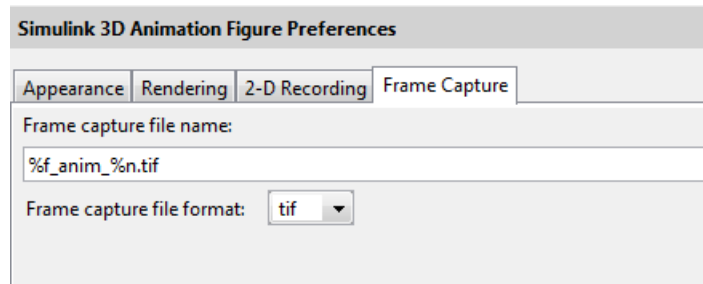 Simulink 3D Animation Figure Preferences
Appearance Rendering 2-D Recording Frame Capture
Frame capture file name:
%f_anim_%n.tif
Frame capture file format: tif